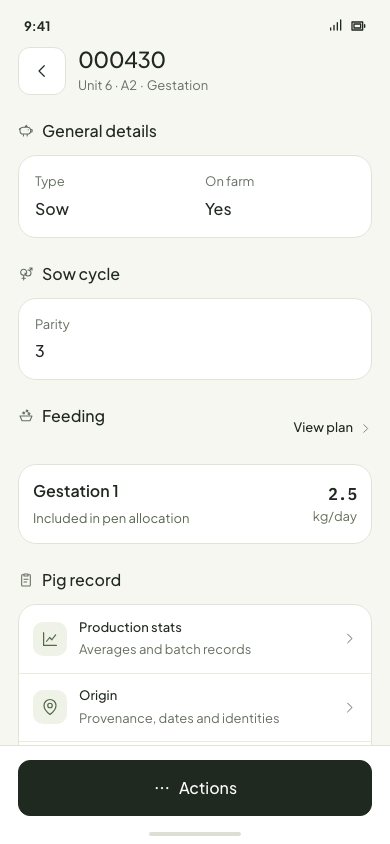 9:41
000430
Unit 6 · A2 · Gestation
General details
Type
On farm
Sow
Yes
Sow cycle
Parity
3
Feeding
View plan
Gestation 1
2.5
Included in pen allocation
kg/day
Pig record
Production stats
Averages and batch records
Origin
Provenance, dates and identities
··· Actions